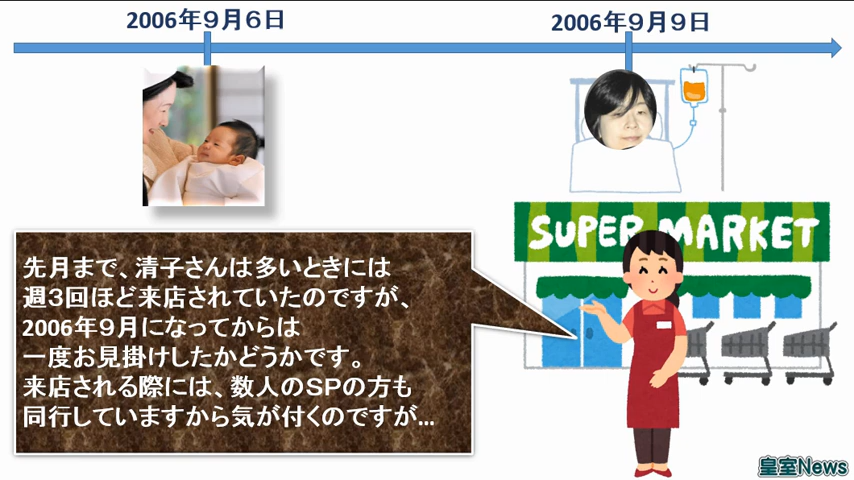 2006年９月６日
2006年９月９日
SUPER MARKET
先月まで、清子さんは多いときには
週３回ほど来店されていたのですが、
2006年９月になってからは
一度お見掛けしたかどうかです。
来店される際には、数人のＳＰの方も
同行していますから気が付くのですが…
皇室News